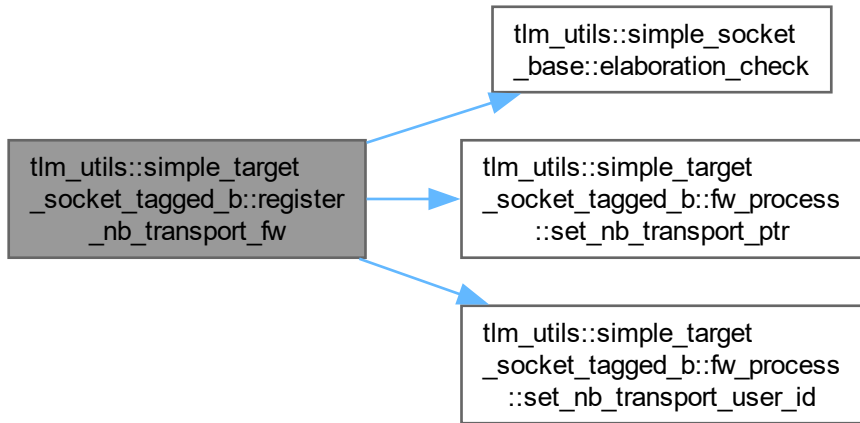 tlm_utils::simple_target
_socket_tagged_b::register
_nb_transport_fw
tlm_utils::simple_socket
_base::elaboration_check
tlm_utils::simple_target
_socket_tagged_b::fw_process
::set_nb_transport_ptr
tlm_utils::simple_target
_socket_tagged_b::fw_process
::set_nb_transport_user_id